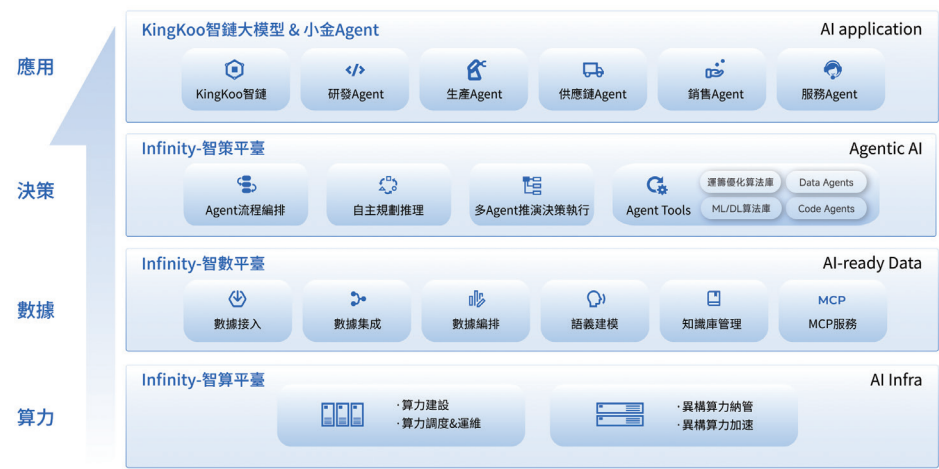 應用
KingKoo智鏈大模型 & 小金Agent
AI application
KingKoo智鏈
研發Agent
生產Agent
供應鏈Agent
銷售Agent
服務Agent
決策
Infinity-智策平臺
Agentic AI
Agent流程編排
自主規劃推理
多Agent推演決策執行
Agent Tools
運籌優化算法庫
Data Agents
ML/DL算法庫
Code Agents
數據
Infinity-智數平臺
AI-ready Data
數據接入
數據集成
數據編排
語義建模
知識庫管理
MCP
MCP服務
算力
Infinity-智算平臺
AI Infra
·算力建設
·算力調度&運維
·異構算力納管
·異構算力加速